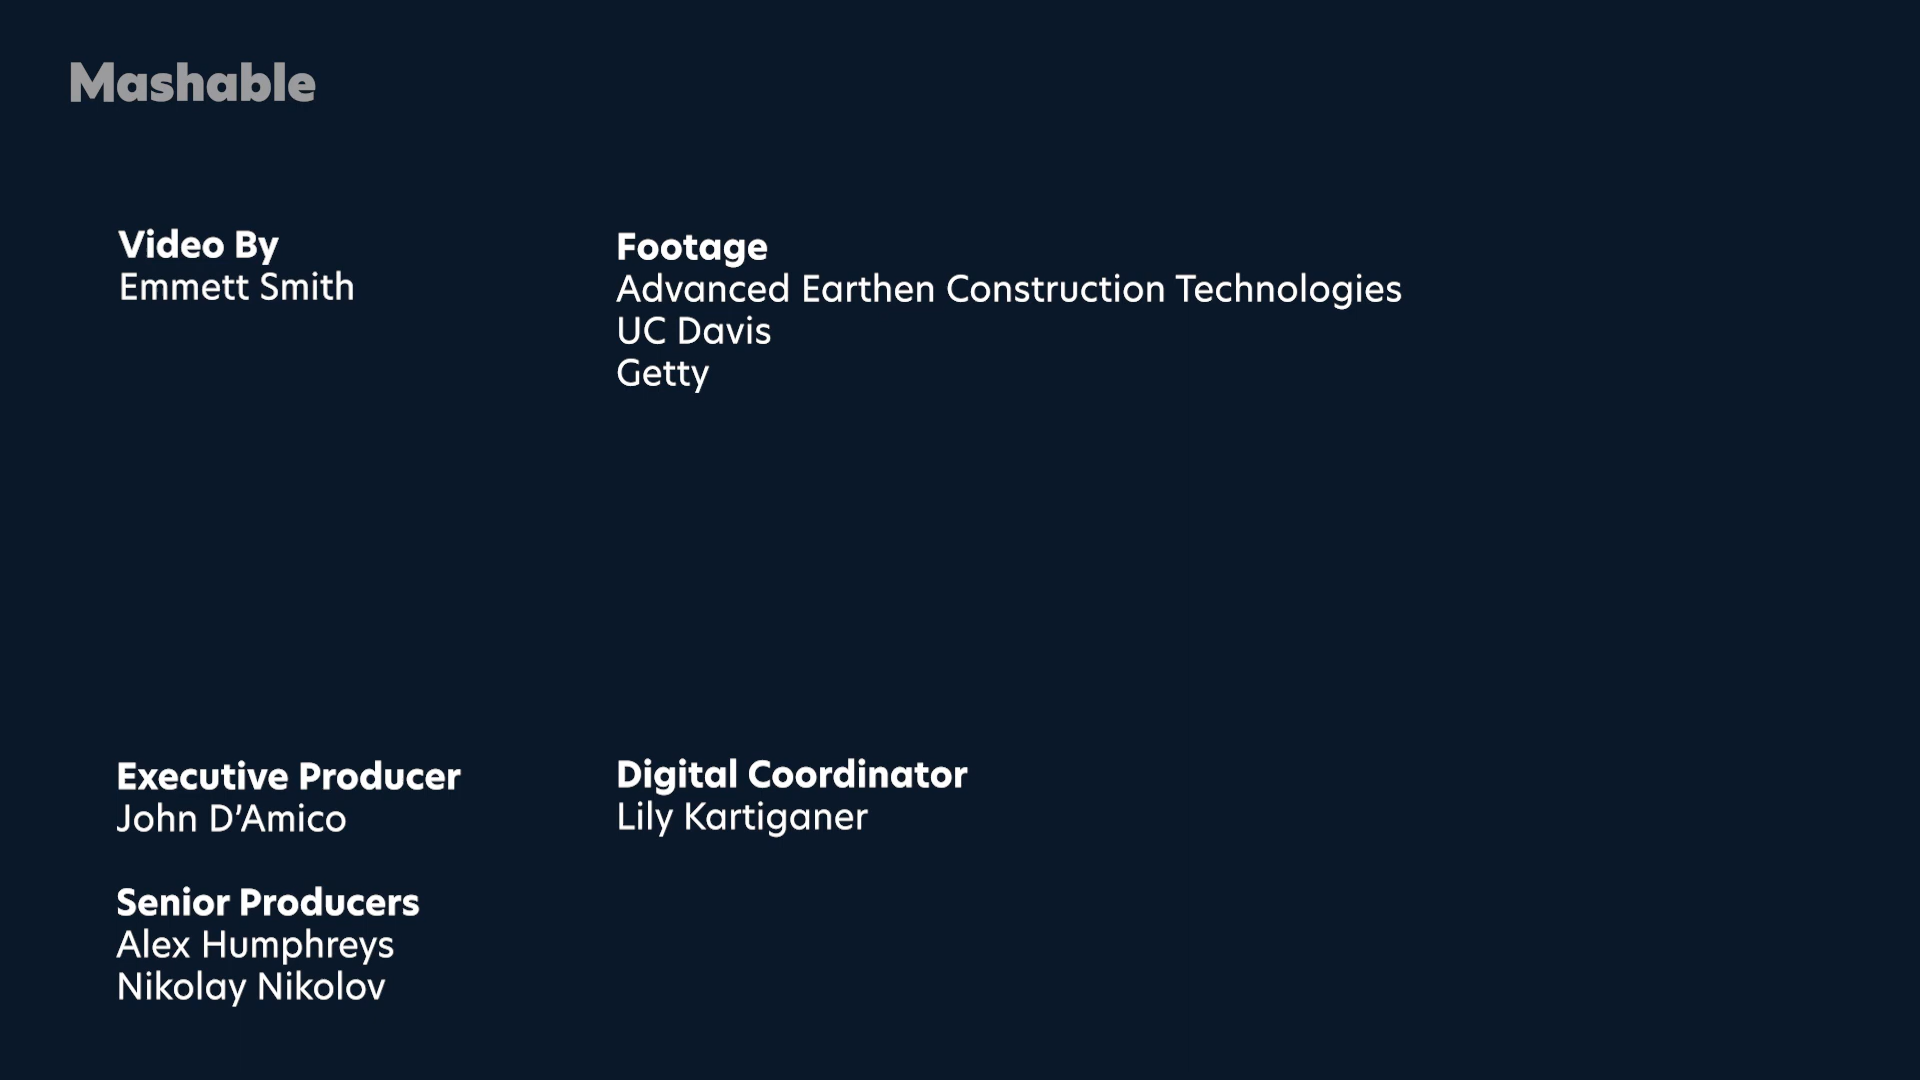 Mashable
Video By
Emmett Smith
Footage
Advanced Earthen Construction Technologies
UC Davis
Getty
Executive Producer
John D’Amico
Senior Producers
Alex Humphreys
Nikolay Nikolov
Digital Coordinator
Lily Kartiganer